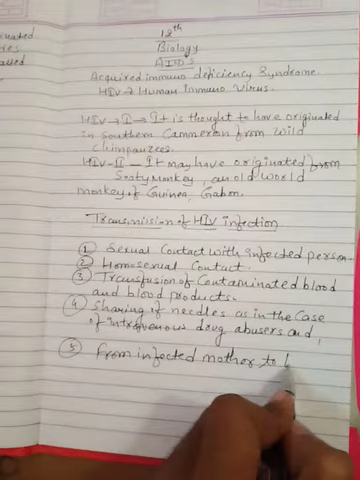 12th
Biology
AIDS
Acquired immuno deficiency Syndrome.
HIV→ Human Immuno Virus.
HIV→I→ It is thought to have originated
in Southern Cammeroon from Wild
Chimpanzees.
HIV-II - It may have originated from
Sooty Monkey, an old world
monkey of Guinea, Gabon.
Transmission of HIV infection
① Sexual Contact with infected person
② Homosexual Contact.
③ Transfusion of Contaminated blood
and blood products.
④ Sharing of needles as in the Case
of intravenous drug abusers and,
⑤ From infected mother to